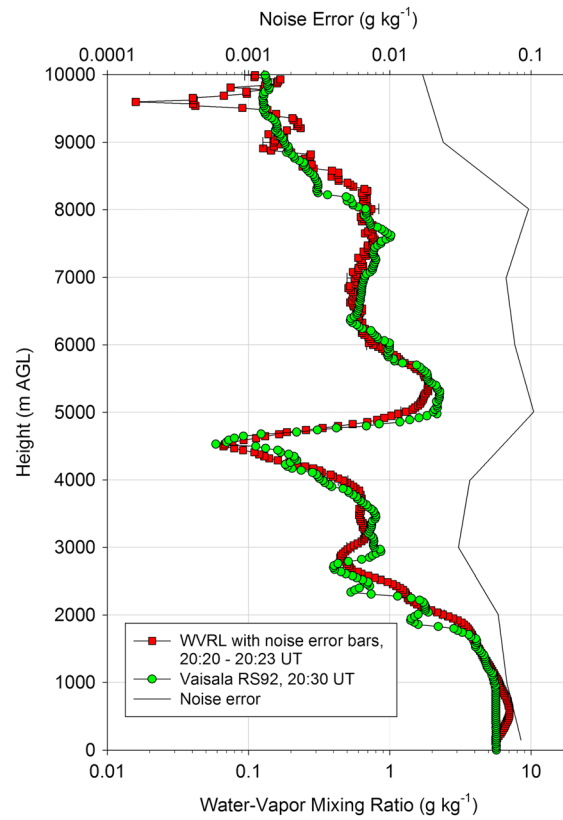 Noise Error (g kg⁻¹)
0.0001 0.001 0.01 0.1
10000
9000
8000
7000
6000
5000
4000
3000
2000
1000
0
Height (m AGL)
WVRL with noise error bars,
20:20 - 20:23 UT
Vaisala RS92, 20:30 UT
Noise error
0.01 0.1 1 10
Water-Vapor Mixing Ratio (g kg⁻¹)